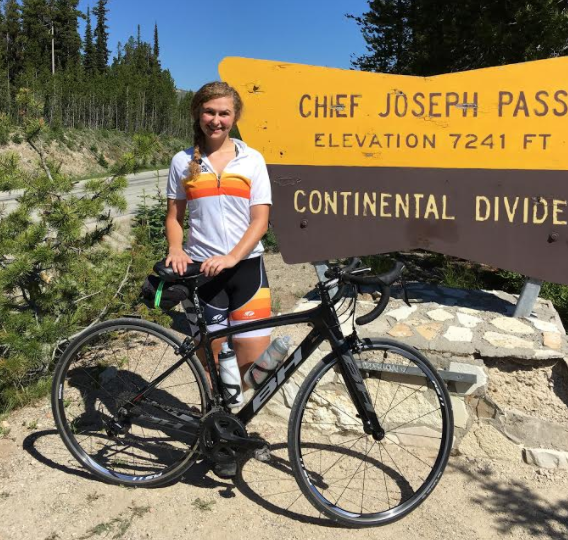 CHIEF JOSEPH PASS
ELEVATION 7241 FT
CONTINENTAL DIVIDE
BH